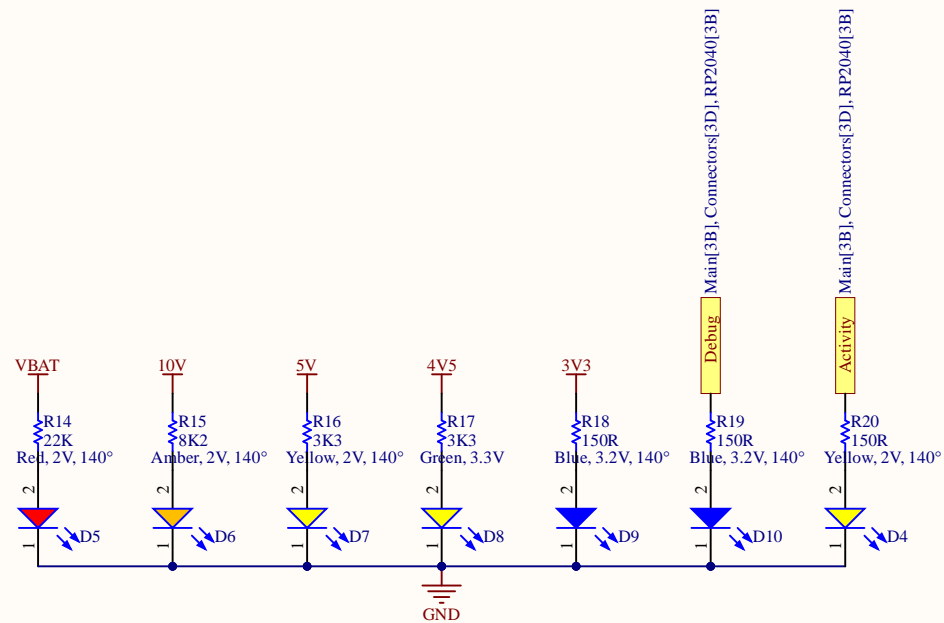 Main[3B], Connectors[3D], RP2040[3B]
Main[3B], Connectors[3D], RP2040[3B]
Debug
Activity
VBAT
10V
5V
4V5
3V3
R14
22K
Red, 2V, 140°
R15
8K2
Amber, 2V, 140°
R16
3K3
Yellow, 2V, 140°
R17
3K3
Green, 3.3V
R18
150R
Blue, 3.2V, 140°
R19
150R
Blue, 3.2V, 140°
R20
150R
Yellow, 2V, 140°
2
2
2
2
2
2
2
D5
D6
D7
D8
D9
D10
D4
1
1
1
1
1
1
1
GND